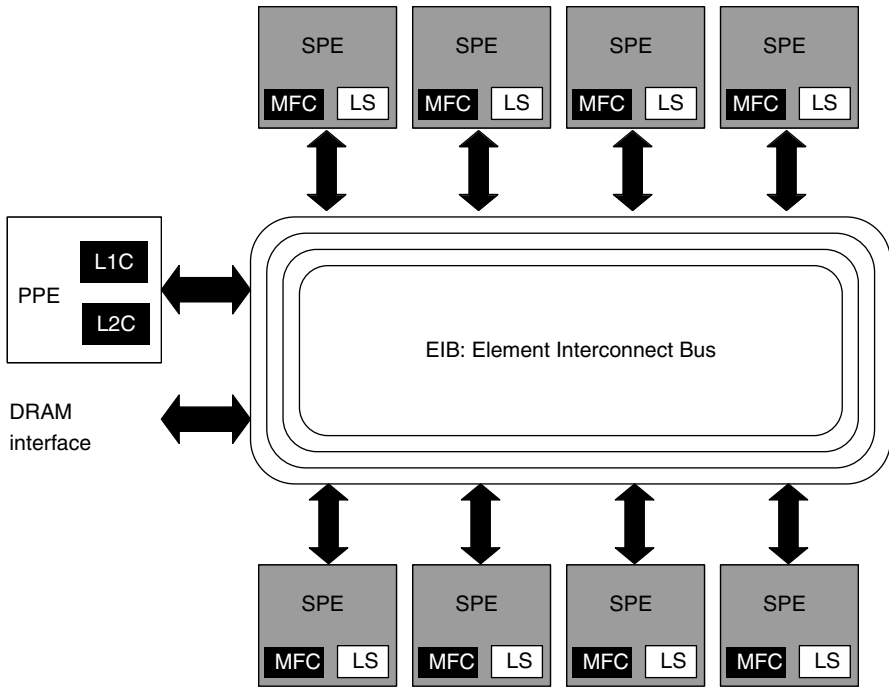 SPE
SPE
SPE
SPE
MFC
LS
MFC
LS
MFC
LS
MFC
LS
L1C
PPE
L2C
EIB: Element Interconnect Bus
DRAM
interface
SPE
SPE
SPE
SPE
MFC
LS
MFC
LS
MFC
LS
MFC
LS